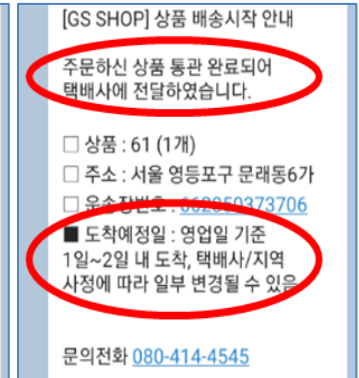 [GS SHOP] 상품 배송시작 안내
주문하신 상품 통관 완료되어
택배사에 전달하였습니다.
□ 상품 : 61 (1개)
□ 주소 : 서울 영등포구 문래동6가
□ 운송장번호 : 662859373706
■ 도착예정일 : 영업일 기준
1일~2일 내 도착, 택배사/지역
사정에 따라 일부 변경될 수 있음
문의전화 080-414-4545